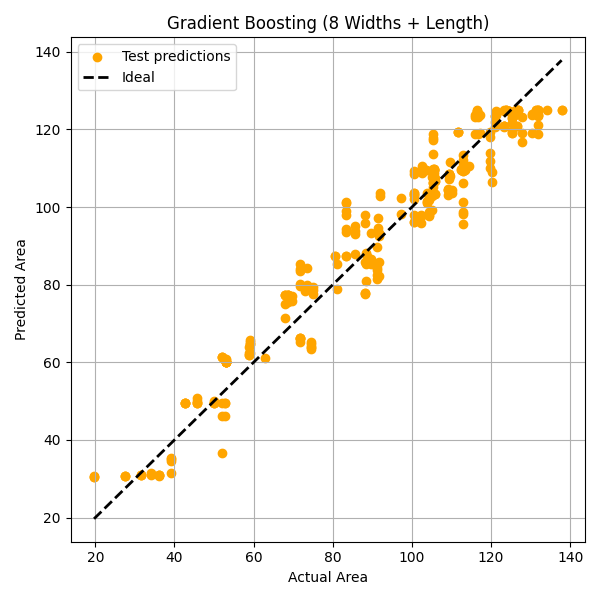 Gradient Boosting (8 Widths + Length)
Test predictions
Ideal
Predicted Area
140
120
100
80
60
40
20
20 40 60 80 100 120 140
Actual Area